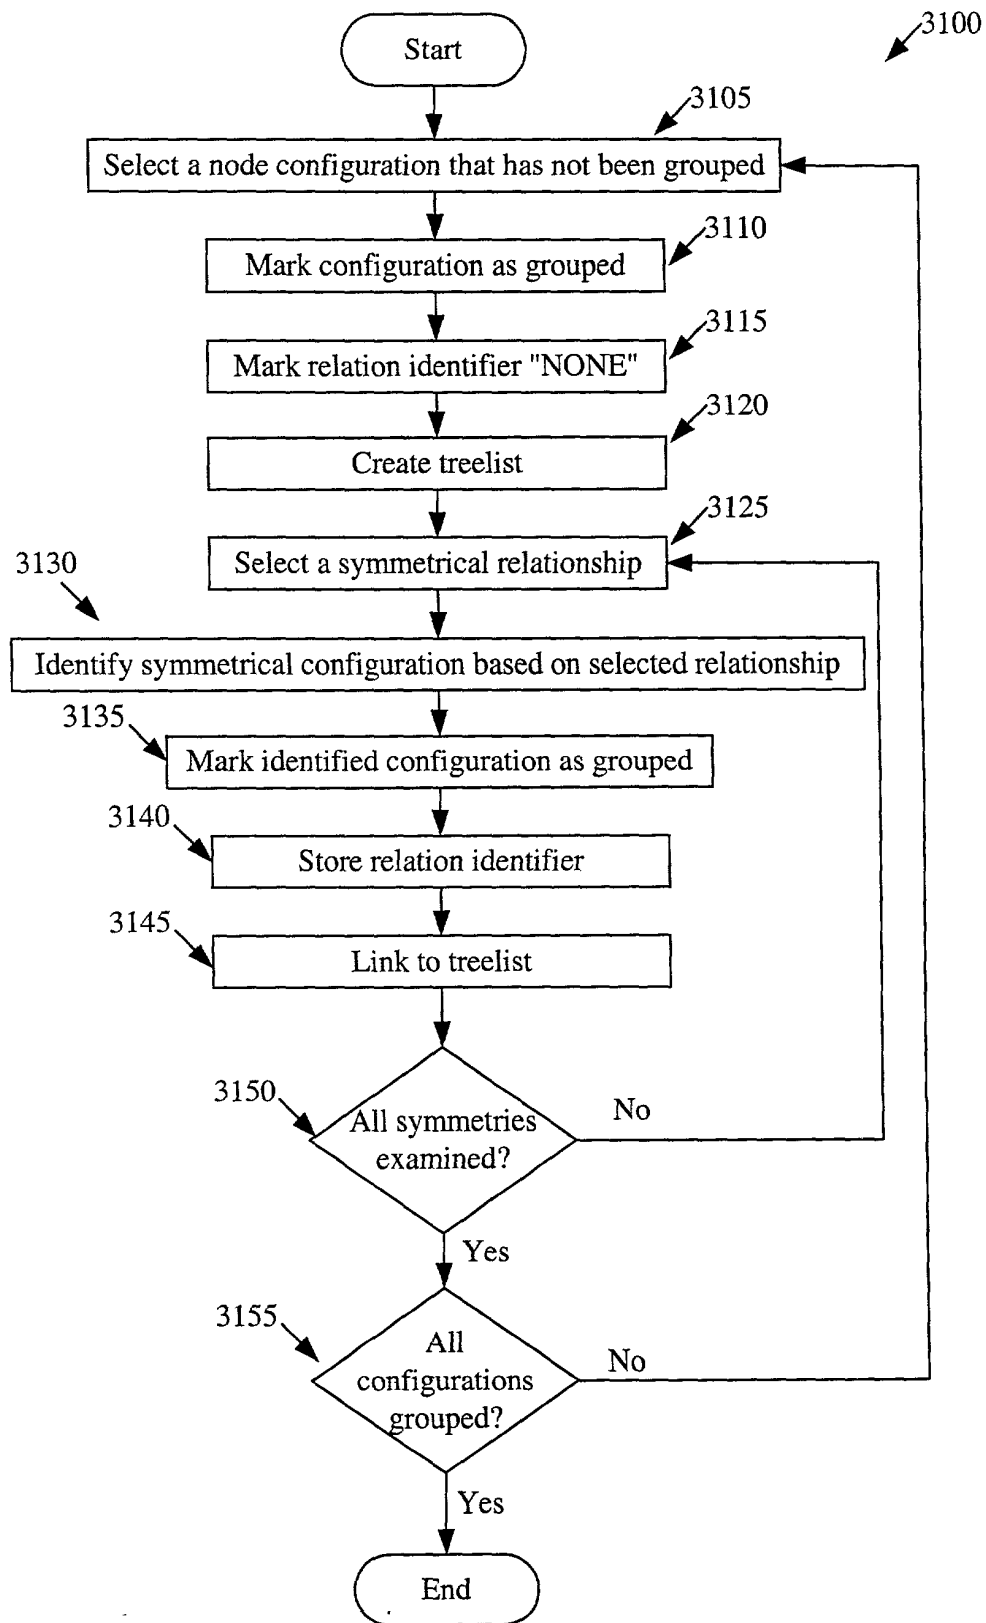 Start
3100
3105
Select a node configuration that has not been grouped
3110
Mark configuration as grouped
3115
Mark relation identifier "NONE"
3120
Create treelist
3125
Select a symmetrical relationship
3130
Identify symmetrical configuration based on selected relationship
3135
Mark identified configuration as grouped
3140
Store relation identifier
3145
Link to treelist
3150
All symmetries
examined?
No
Yes
3155
All
configurations
grouped?
No
Yes
End